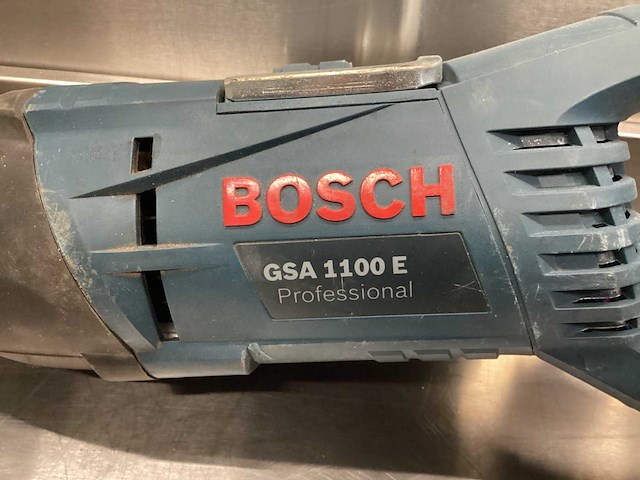 BOSCH
GSA 1100 E
Professional